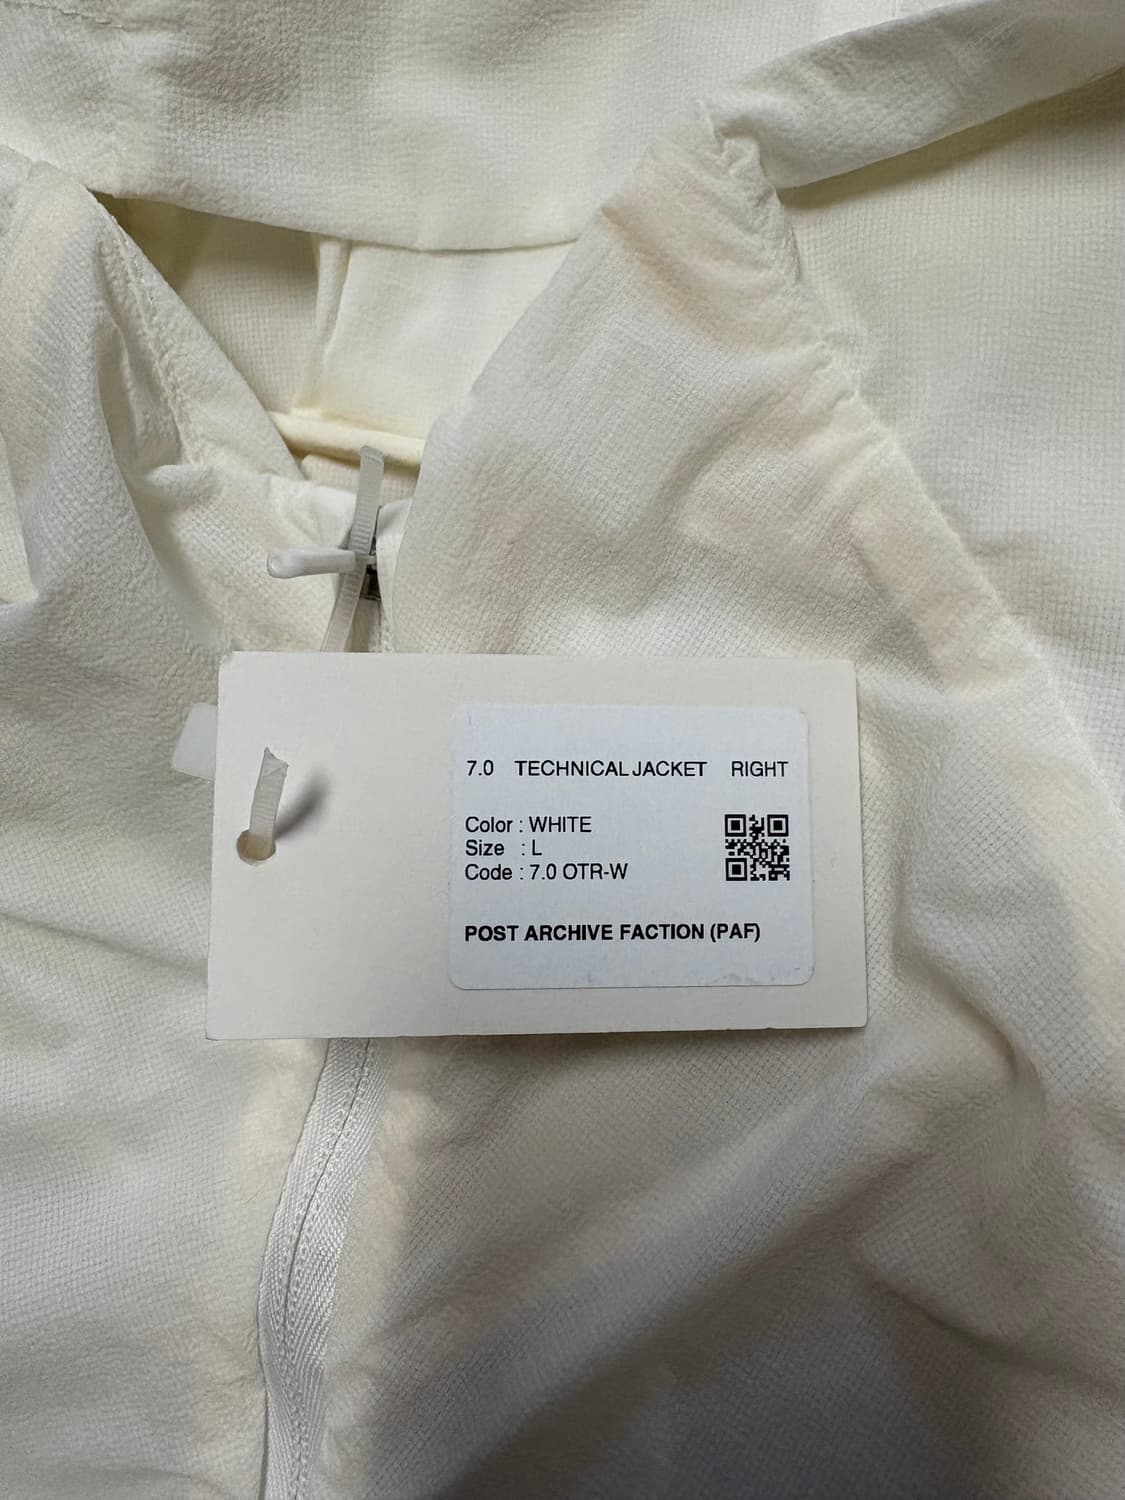 7.0 TECHNICAL JACKET RIGHT
Color : WHITE
Size : L
Code : 7.0 OTR-W
POST ARCHIVE FACTION (PAF)